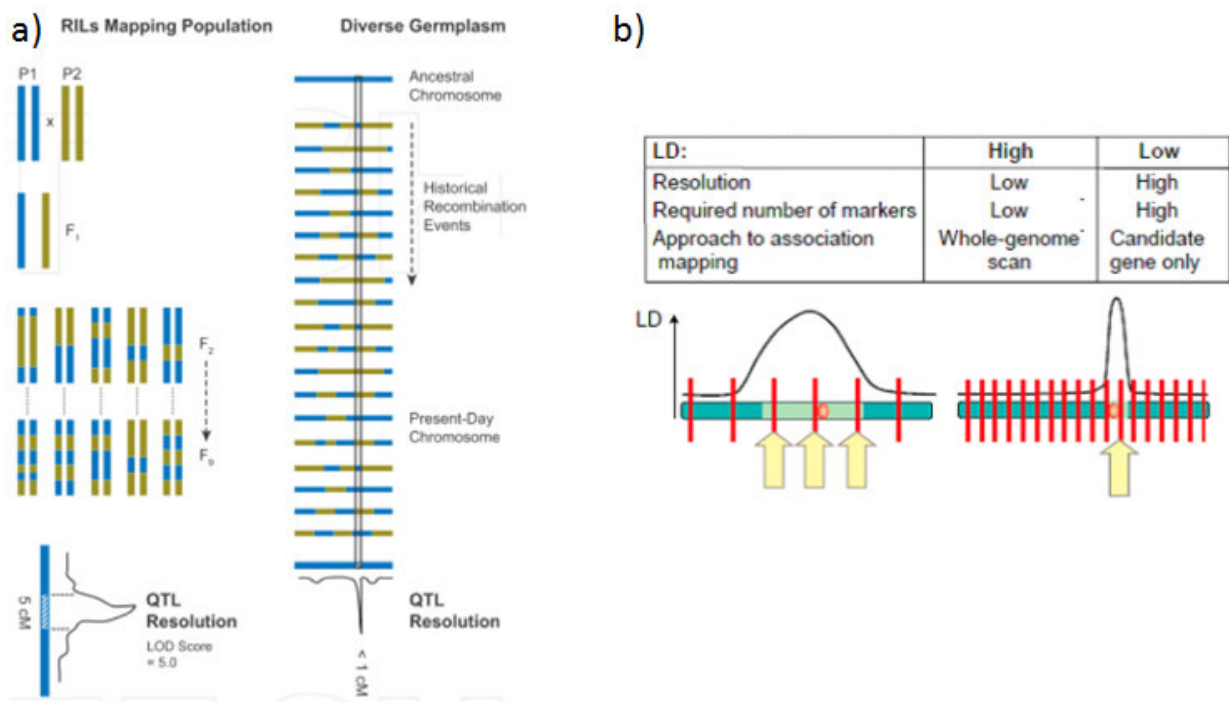 a)
RILs Mapping Population
Diverse Germplasm
P1
P2
x
F1
F2
F9
5 cM
QTL
Resolution
LOD Score
= 5.0
Ancestral
Chromosome
Historical
Recombination
Events
Present-Day
Chromosome
QTL
Resolution
< 1 cM
b)
LD: High Low
Resolution Low High
Required number of markers Low High
Approach to association Whole-genome Candidate
mapping scan gene only
LD